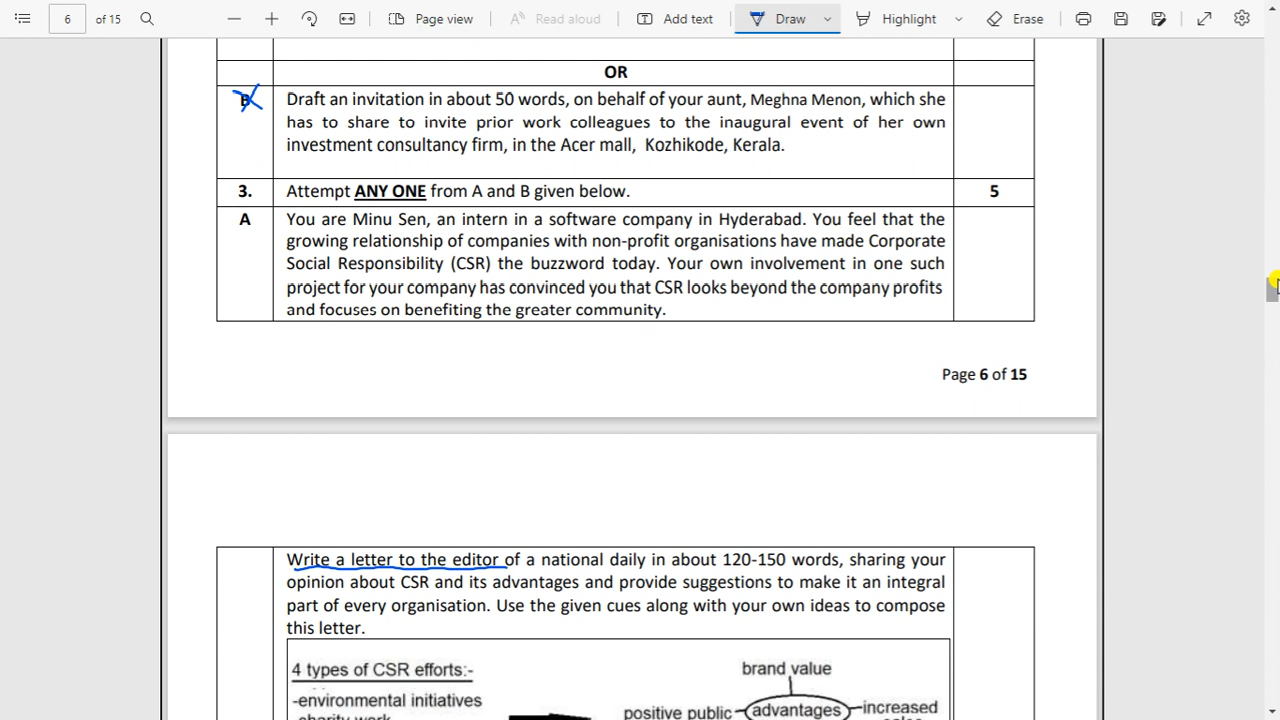 6 of 15 Page view Read aloud Add text Draw Highlight Erase
OR
B Draft an invitation in about 50 words, on behalf of your aunt, Meghna Menon, which she
has to share to invite prior work colleagues to the inaugural event of her own
investment consultancy firm, in the Acer mall, Kozhikode, Kerala.
3. Attempt ANY ONE from A and B given below. 5
A You are Minu Sen, an intern in a software company in Hyderabad. You feel that the
growing relationship of companies with non-profit organisations have made Corporate
Social Responsibility (CSR) the buzzword today. Your own involvement in one such
project for your company has convinced you that CSR looks beyond the company profits
and focuses on benefiting the greater community.
Page 6 of 15
Write a letter to the editor of a national daily in about 120-150 words, sharing your
opinion about CSR and its advantages and provide suggestions to make it an integral
part of every organisation. Use the given cues along with your own ideas to compose
this letter.
4 types of CSR efforts:-
brand value
-environmental initiatives
positive public advantages increased